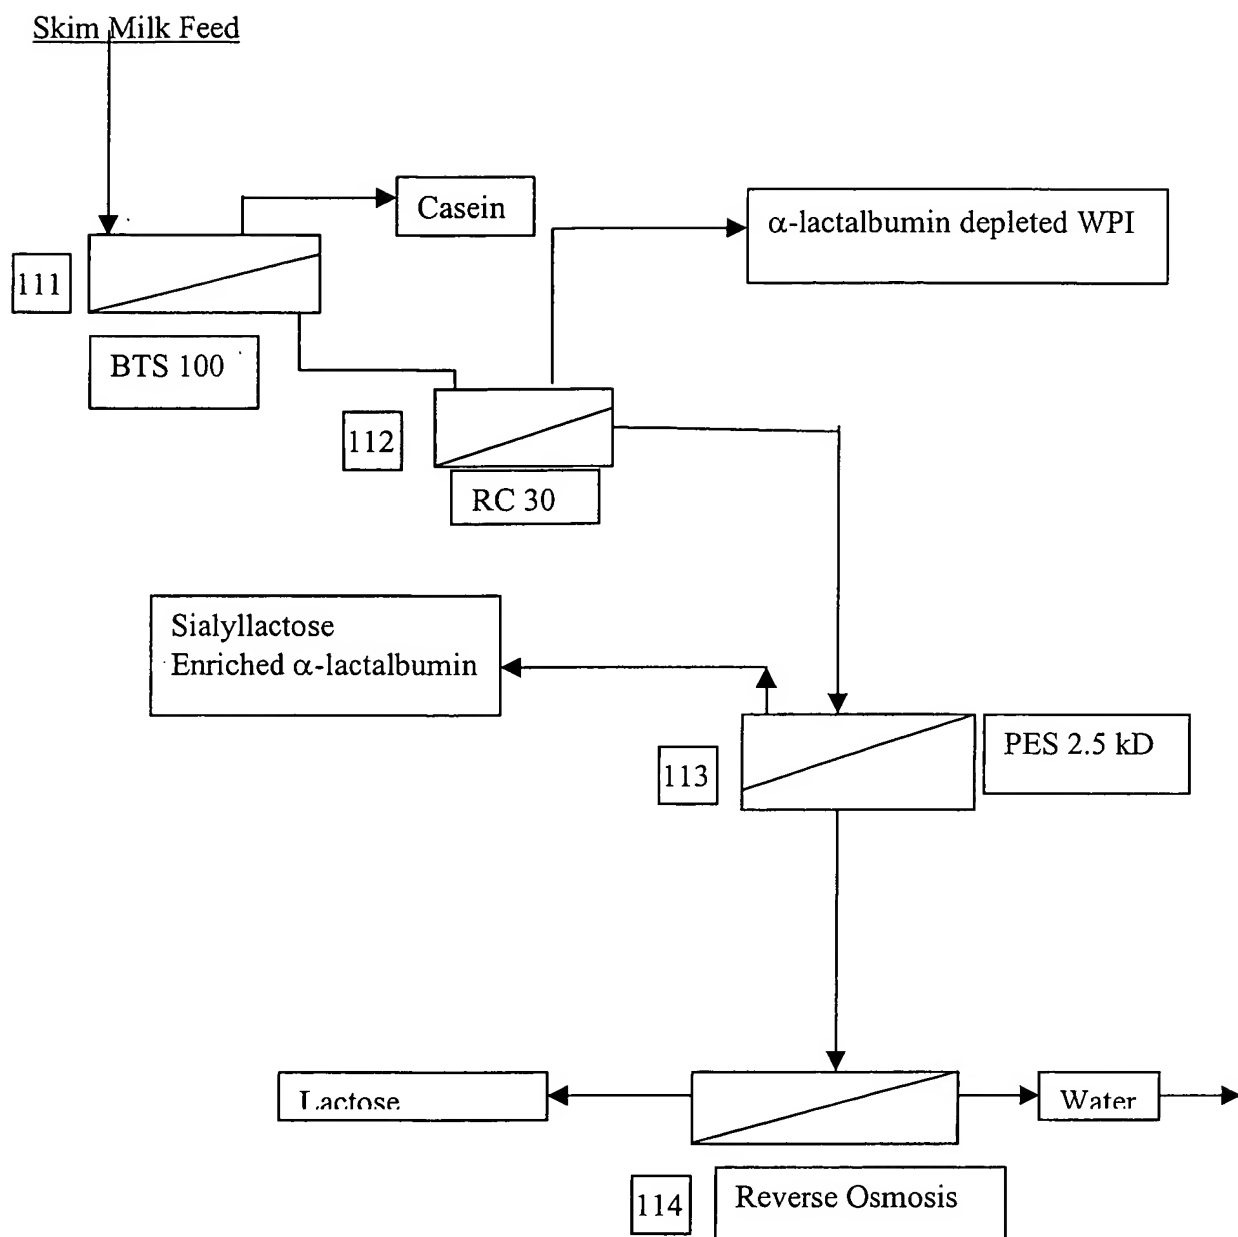 Skim Milk Feed
Casein
α-lactalbumin depleted WPI
111
BTS 100
112
RC 30
Sialyllactose
Enriched α-lactalbumin
113
PES 2.5 kD
Lactose
Water
114
Reverse Osmosis